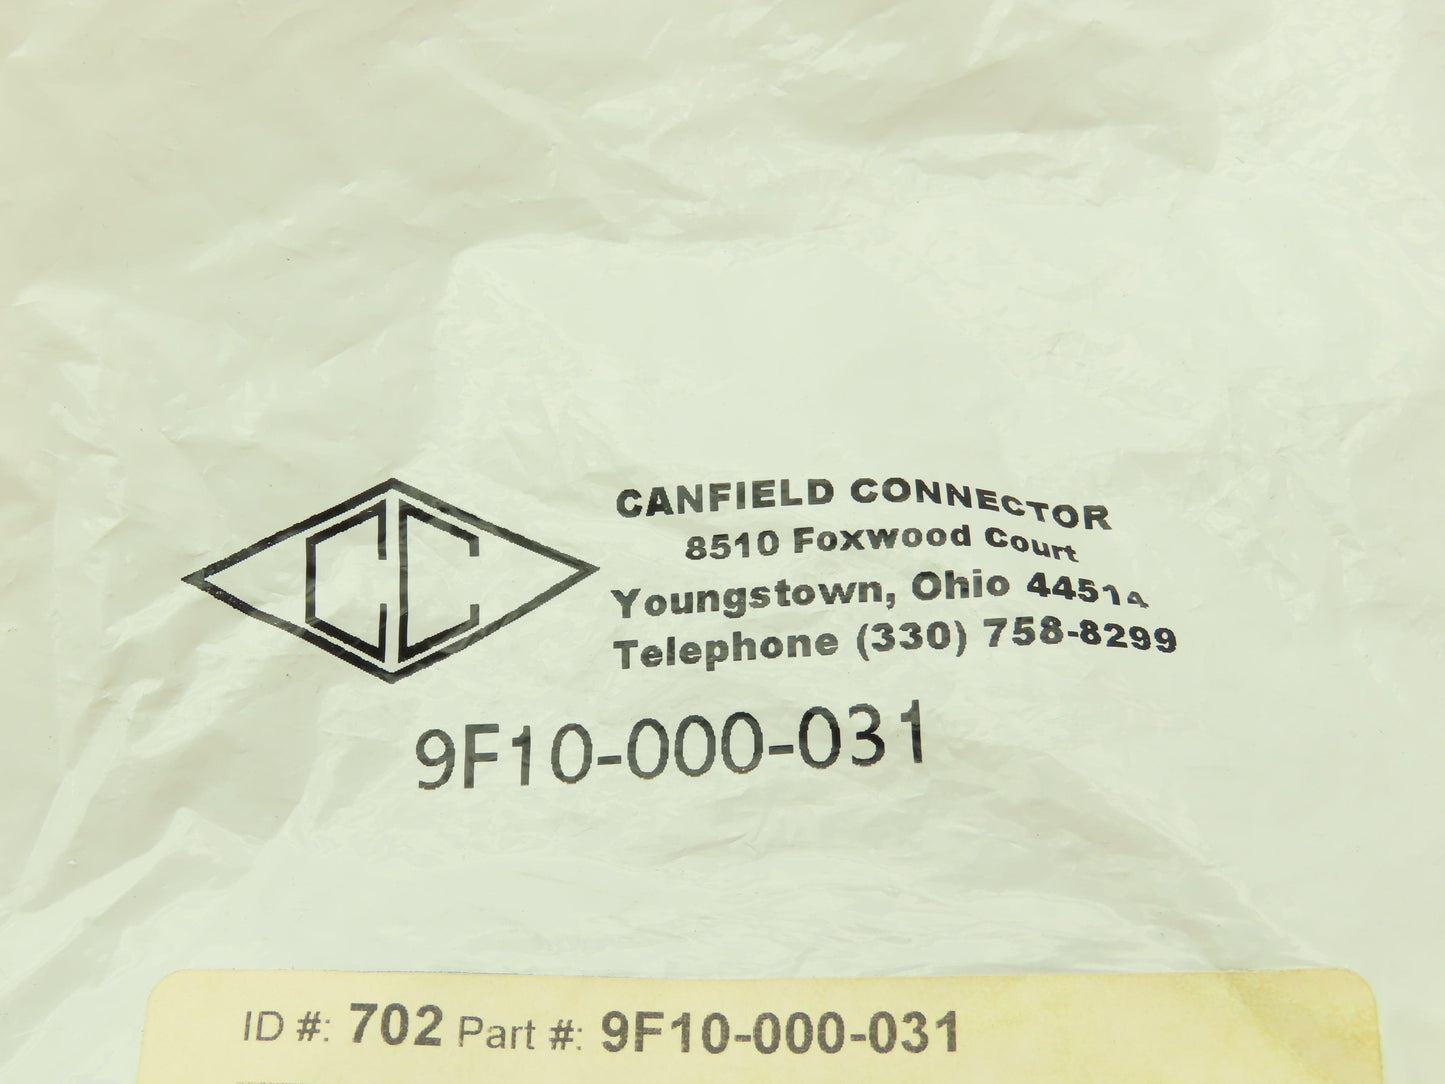 CC
CANFIELD CONNECTOR
8510 Foxwood Court
Youngstown, Ohio 44514
Telephone (330) 758-8299
9F10-000-031
ID #: 702 Part #: 9F10-000-031